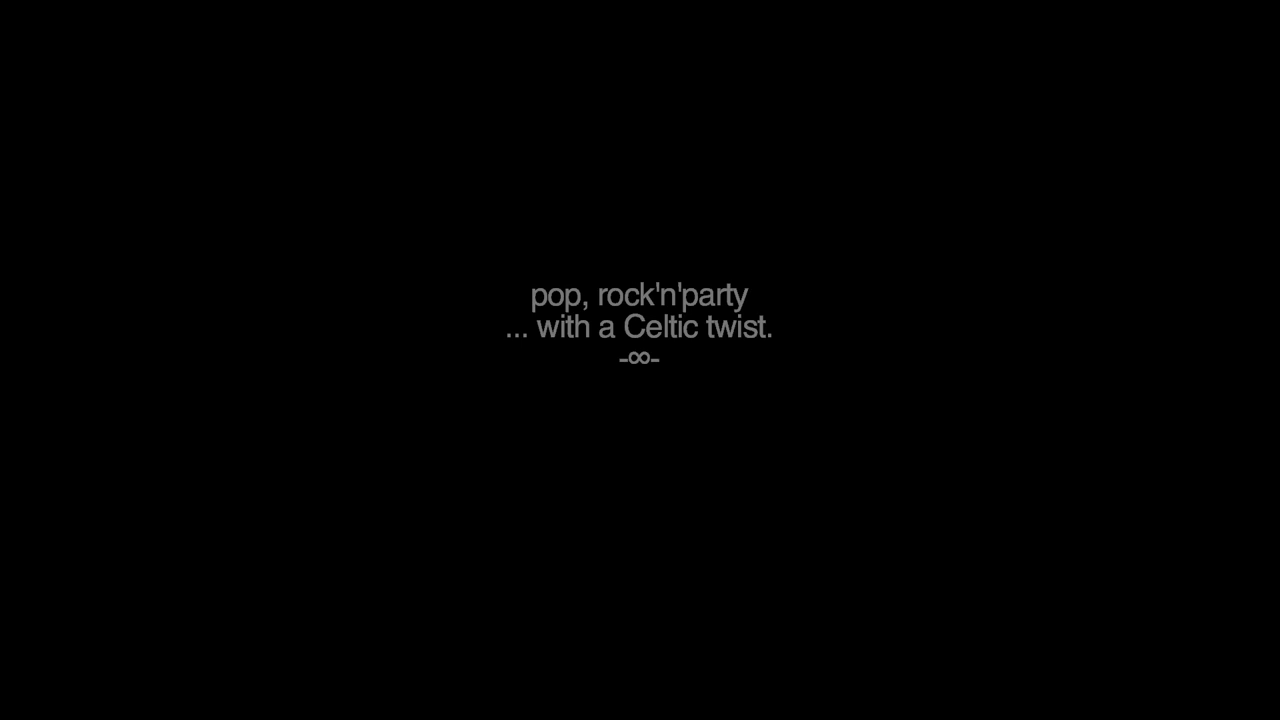 pop, rock'n'party
... with a Celtic twist.
-∞-